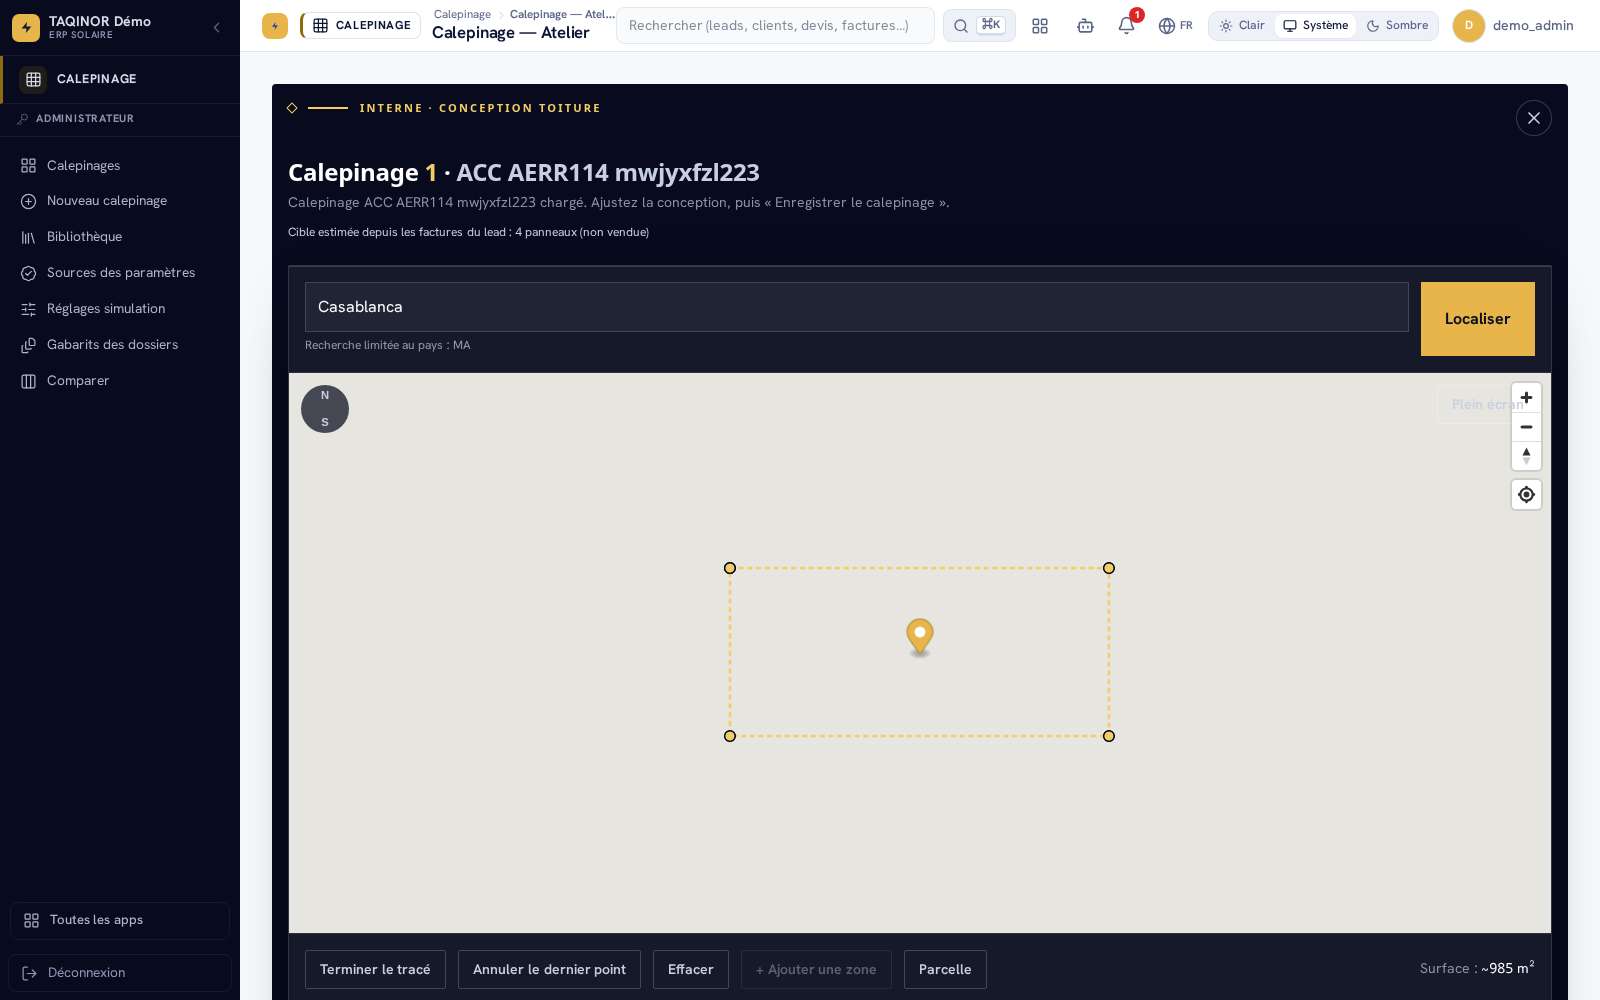 TAQINOR Démo
ERP SOLAIRE
CALEPINAGE
ADMINISTRATEUR
Calepinages
Nouveau calepinage
Bibliothèque
Sources des paramètres
Réglages simulation
Gabarits des dossiers
Comparer
Toutes les apps
Déconnexion
CALEPINAGE
Calepinage Calepinage — Atel...
Calepinage — Atelier
Rechercher (leads, clients, devis, factures...)
⌘K
1
FR
Clair
Système
Sombre
D
demo_admin
INTERNE · CONCEPTION TOITURE
Calepinage 1 · ACC AERR114 mwjyxfzl223
Calepinage ACC AERR114 mwjyxfzl223 chargé. Ajustez la conception, puis « Enregistrer le calepinage ».
Cible estimée depuis les factures du lead : 4 panneaux (non vendue)
Casablanca
Localiser
Recherche limitée au pays : MA
N
S
Plein écran
Terminer le tracé
Annuler le dernier point
Effacer
+ Ajouter une zone
Parcelle
Surface : ~985 m²